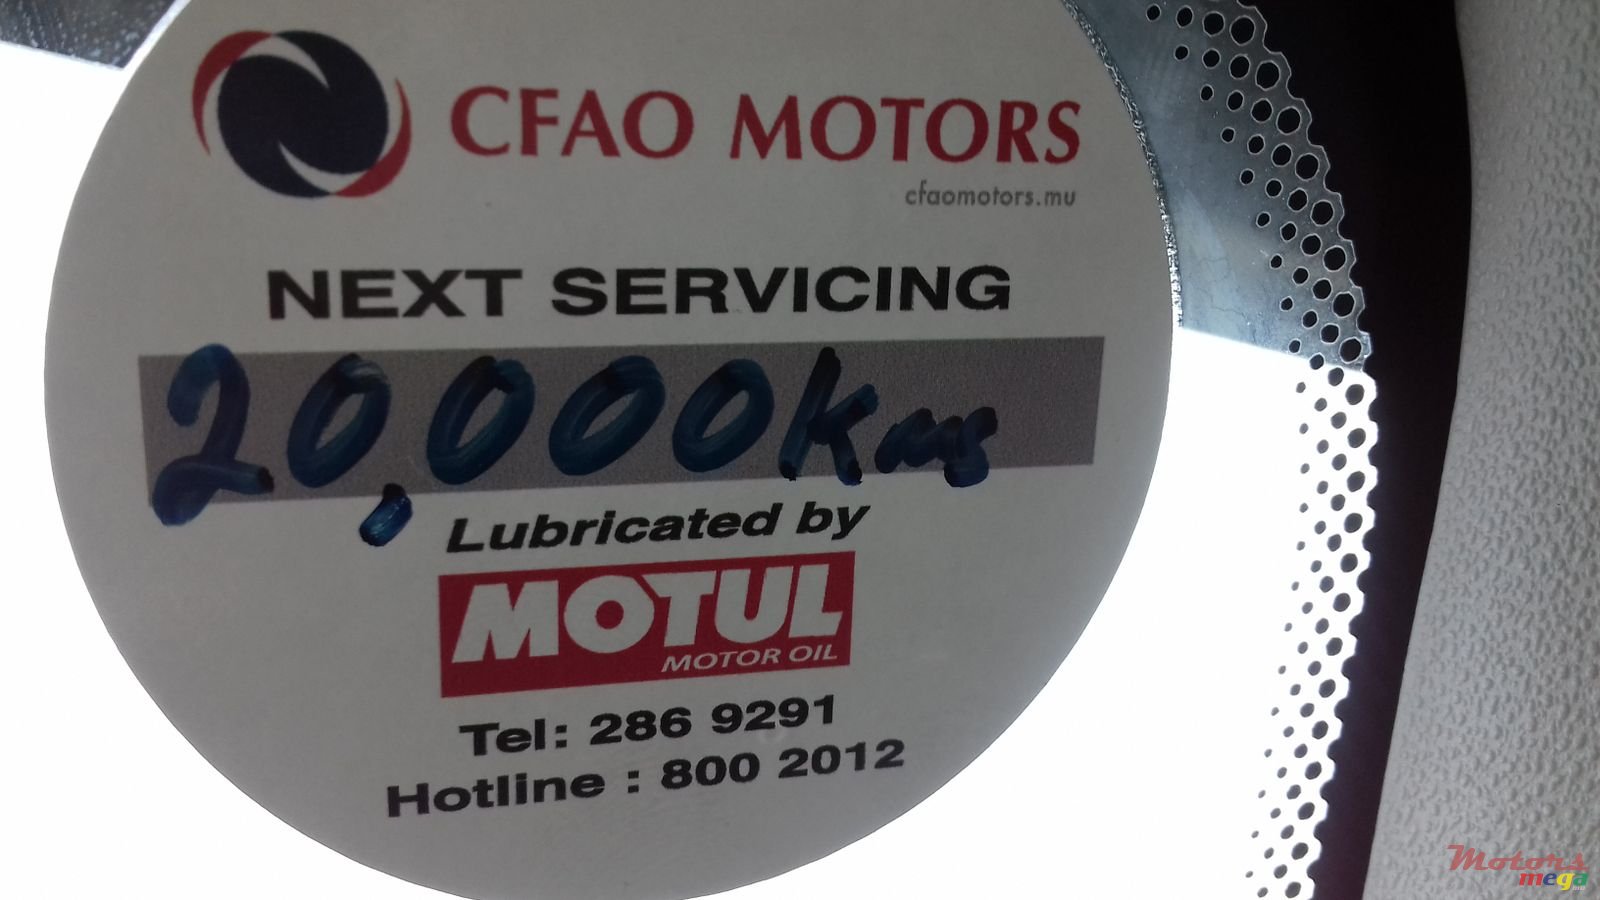 CFAO MOTORS
cfaomotors.mu
NEXT SERVICING
20,000kms
Lubricated by
MOTUL
MOTOR OIL
Tel: 286 9291
Hotline : 800 2012
Motors
mega